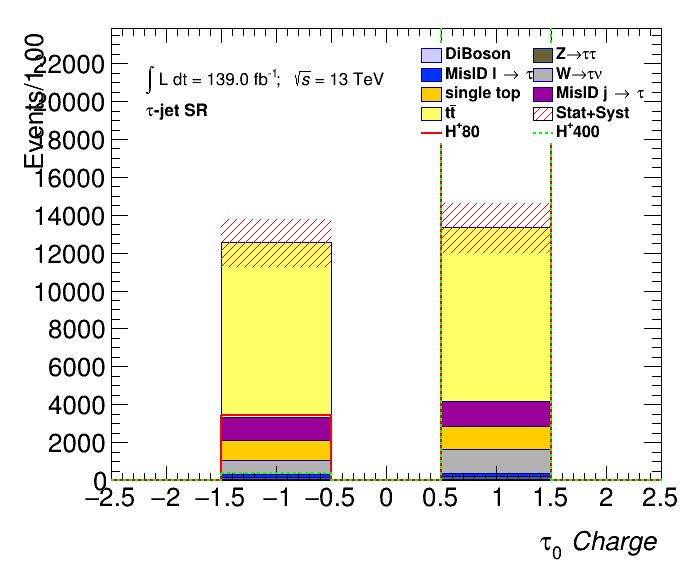 Events/1.00
22000
20000
18000
16000
14000
12000
10000
8000
6000
4000
2000
0
∫ L dt = 139.0 fb⁻¹; √s = 13 TeV
τ-jet SR
DiBoson Z→ττ
MisID l → τ W→τν
single top MisID j → τ
tt̄ Stat+Syst
H⁺80 H⁺400
−2.5 −2 −1.5 −1 −0.5 0 0.5 1 1.5 2 2.5
τ₀ Charge